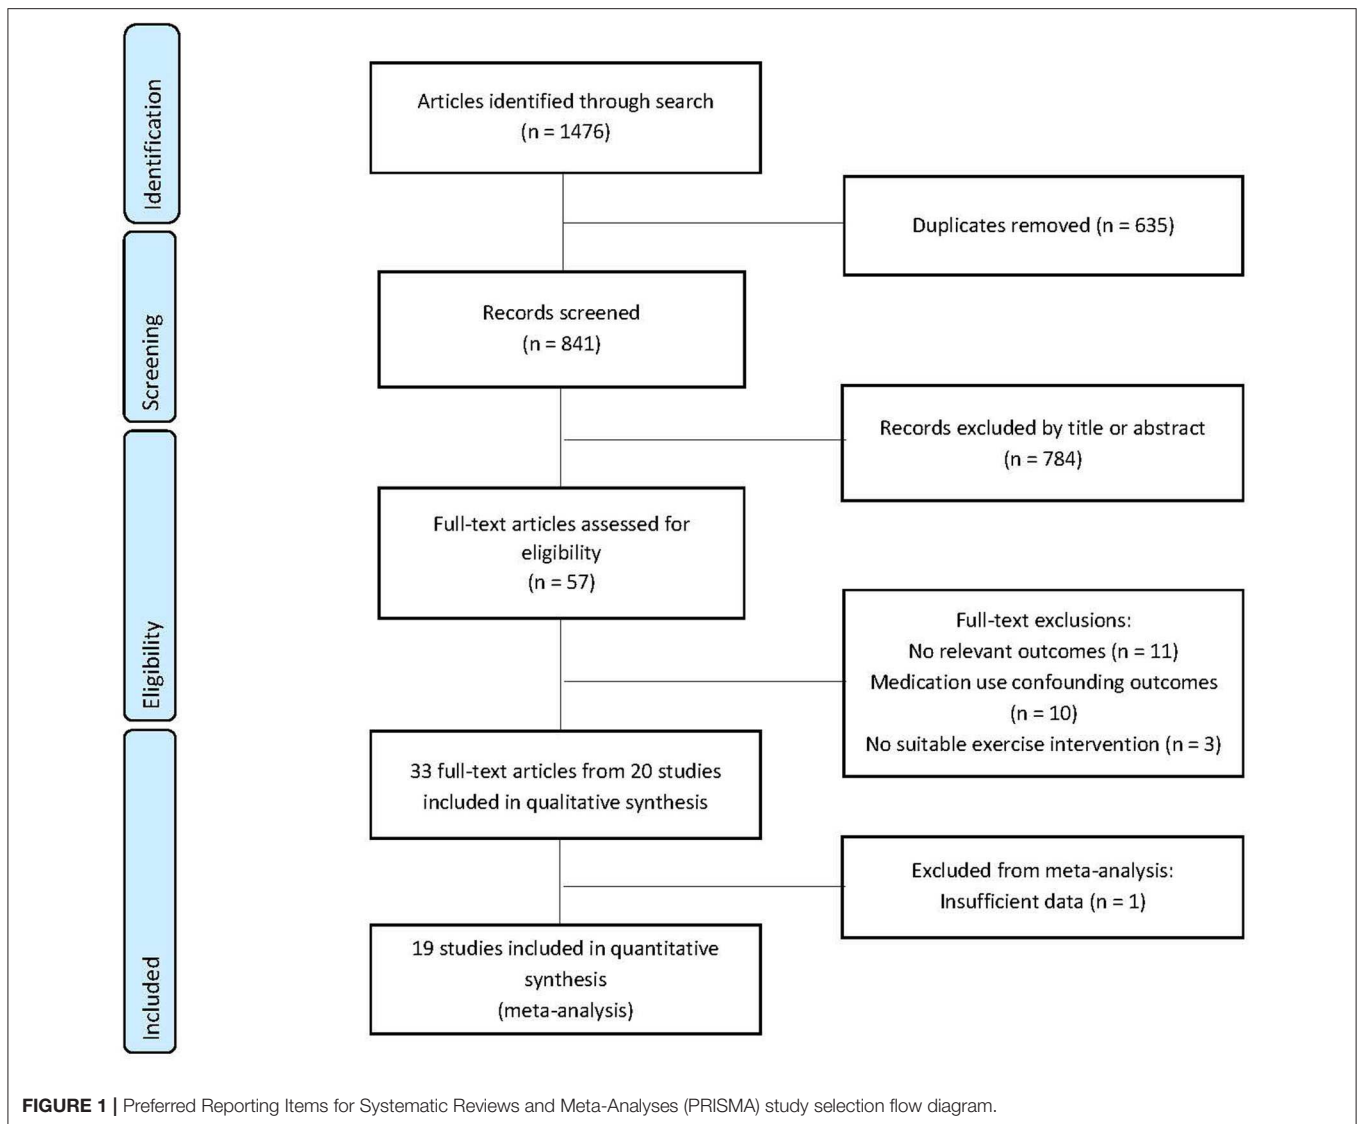 Identification
Articles identified through search
(n = 1476)
Duplicates removed (n = 635)
Screening
Records screened
(n = 841)
Records excluded by title or abstract
(n = 784)
Eligibility
Full-text articles assessed for
eligibility
(n = 57)
Full-text exclusions:
No relevant outcomes (n = 11)
Medication use confounding outcomes
(n = 10)
No suitable exercise intervention (n = 3)
Included
33 full-text articles from 20 studies
included in qualitative synthesis
Excluded from meta-analysis:
Insufficient data (n = 1)
19 studies included in quantitative
synthesis
(meta-analysis)
FIGURE 1 | Preferred Reporting Items for Systematic Reviews and Meta-Analyses (PRISMA) study selection flow diagram.